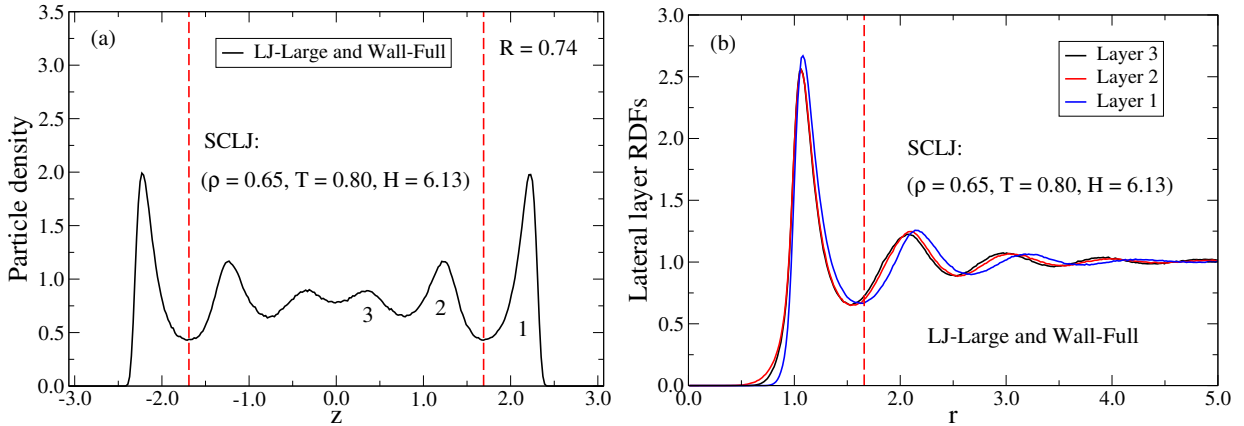 (a)
LJ-Large and Wall-Full
R = 0.74
SCLJ:
(ρ = 0.65, T = 0.80, H = 6.13)
3
2
1
Particle density
3.5
3.0
2.5
2.0
1.5
1.0
0.5
0.0
-3.0 -2.0 -1.0 0.0 1.0 2.0 3.0
z
(b)
Layer 3
Layer 2
Layer 1
SCLJ:
(ρ = 0.65, T = 0.80, H = 6.13)
LJ-Large and Wall-Full
Lateral layer RDFs
3.0
2.5
2.0
1.5
1.0
0.5
0.0
0.0 1.0 2.0 3.0 4.0 5.0
r